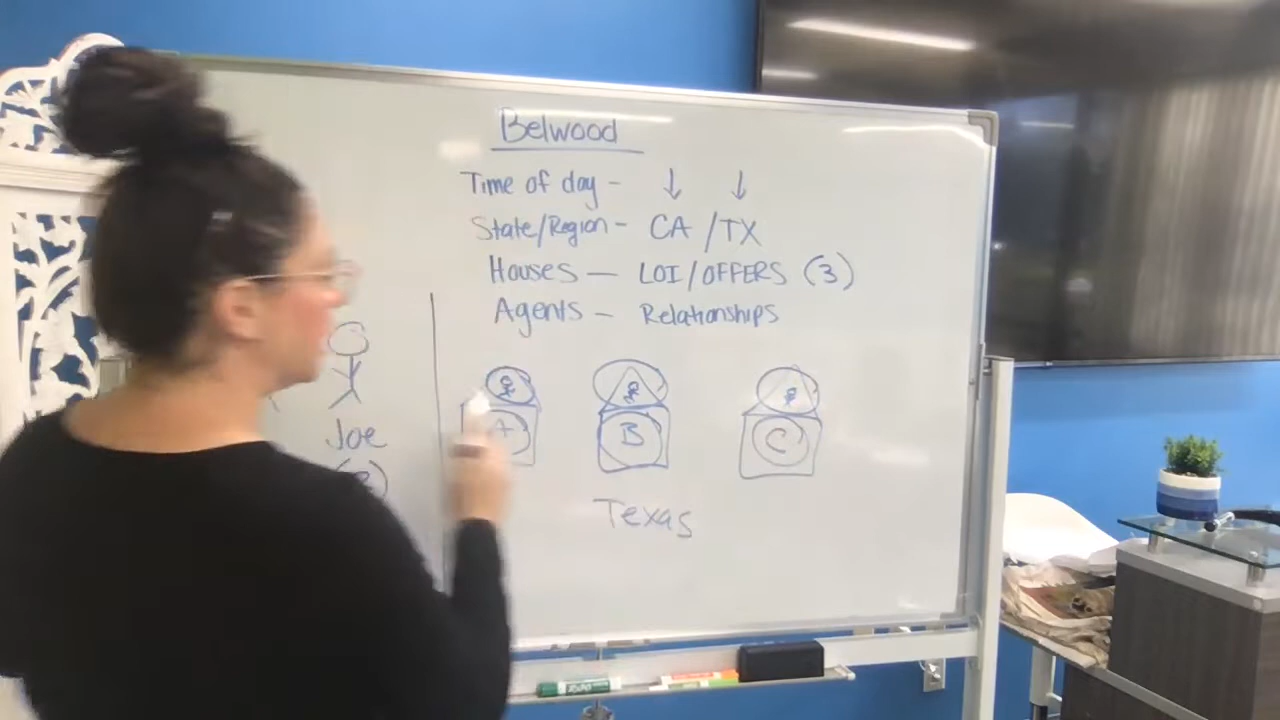 Belwood
Time of day - ↓ ↓
State/Region - CA / TX
Houses — LOI/OFFERS (3)
Agents — Relationships
A B C
Joe
Texas